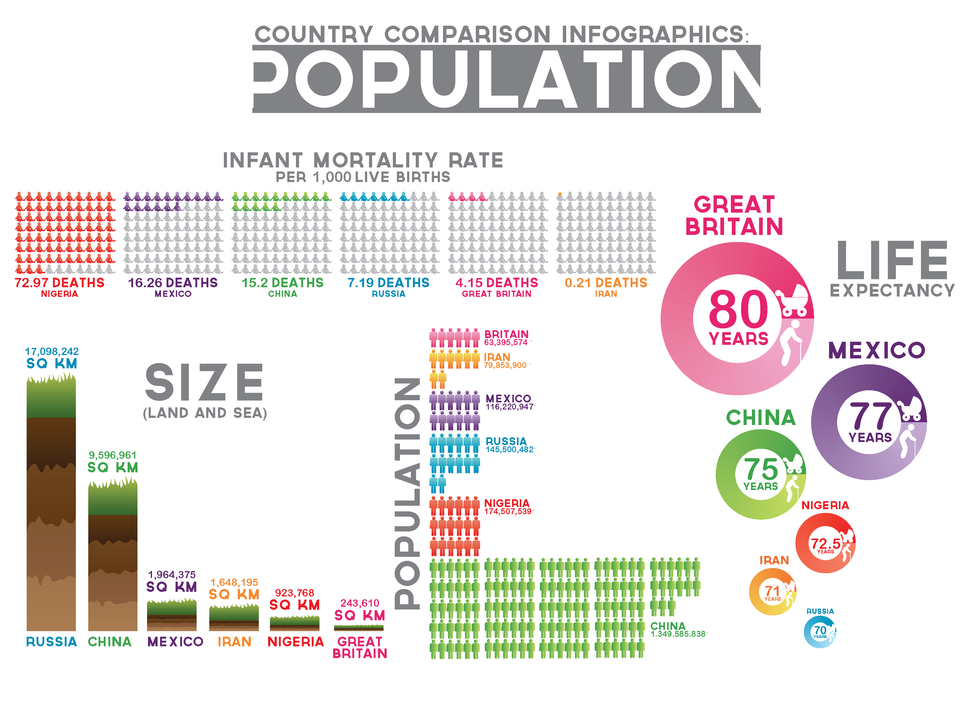 COUNTRY COMPARISON INFOGRAPHICS:
POPULATION
INFANT MORTALITY RATE
PER 1,000 LIVE BIRTHS
72.97 DEATHS
NIGERIA
16.26 DEATHS
MEXICO
15.2 DEATHS
CHINA
7.19 DEATHS
RUSSIA
4.15 DEATHS
GREAT BRITAIN
0.21 DEATHS
IRAN
SIZE
(LAND AND SEA)
17,098,242
SQ KM
RUSSIA
9,596,961
SQ KM
CHINA
1,964,375
SQ KM
MEXICO
1,648,195
SQ KM
IRAN
923,768
SQ KM
NIGERIA
243,610
SQ KM
GREAT
BRITAIN
POPULATION
BRITAIN
63,395,574
IRAN
79,853,900
MEXICO
116,220,947
RUSSIA
145,500,482
NIGERIA
174,507,539
CHINA
1.349.585.838
LIFE
EXPECTANCY
GREAT
BRITAIN
80
YEARS
MEXICO
77
YEARS
CHINA
75
YEARS
NIGERIA
72.5
YEARS
IRAN
71
YEARS
RUSSIA
70
YEARS